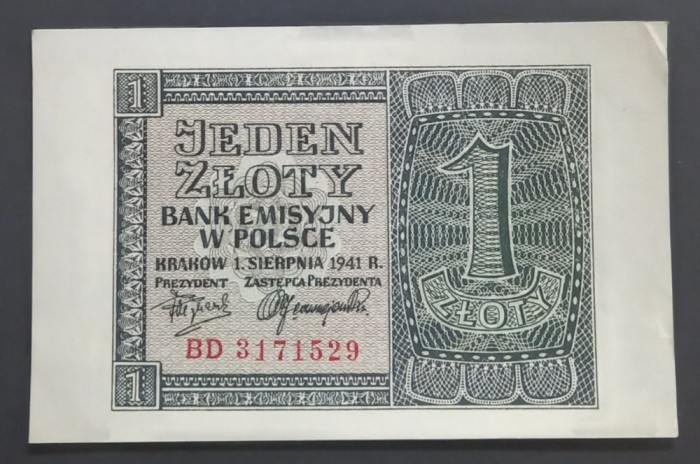 1
JEDEN
ZŁOTY
BANK EMISYJNY
W POLSCE
KRAKÓW 1. SIERPNIA 1941 R.
PREZYDENT ZASTĘPCA PREZYDENTA
BD 3171529
1
1
ZŁOTY